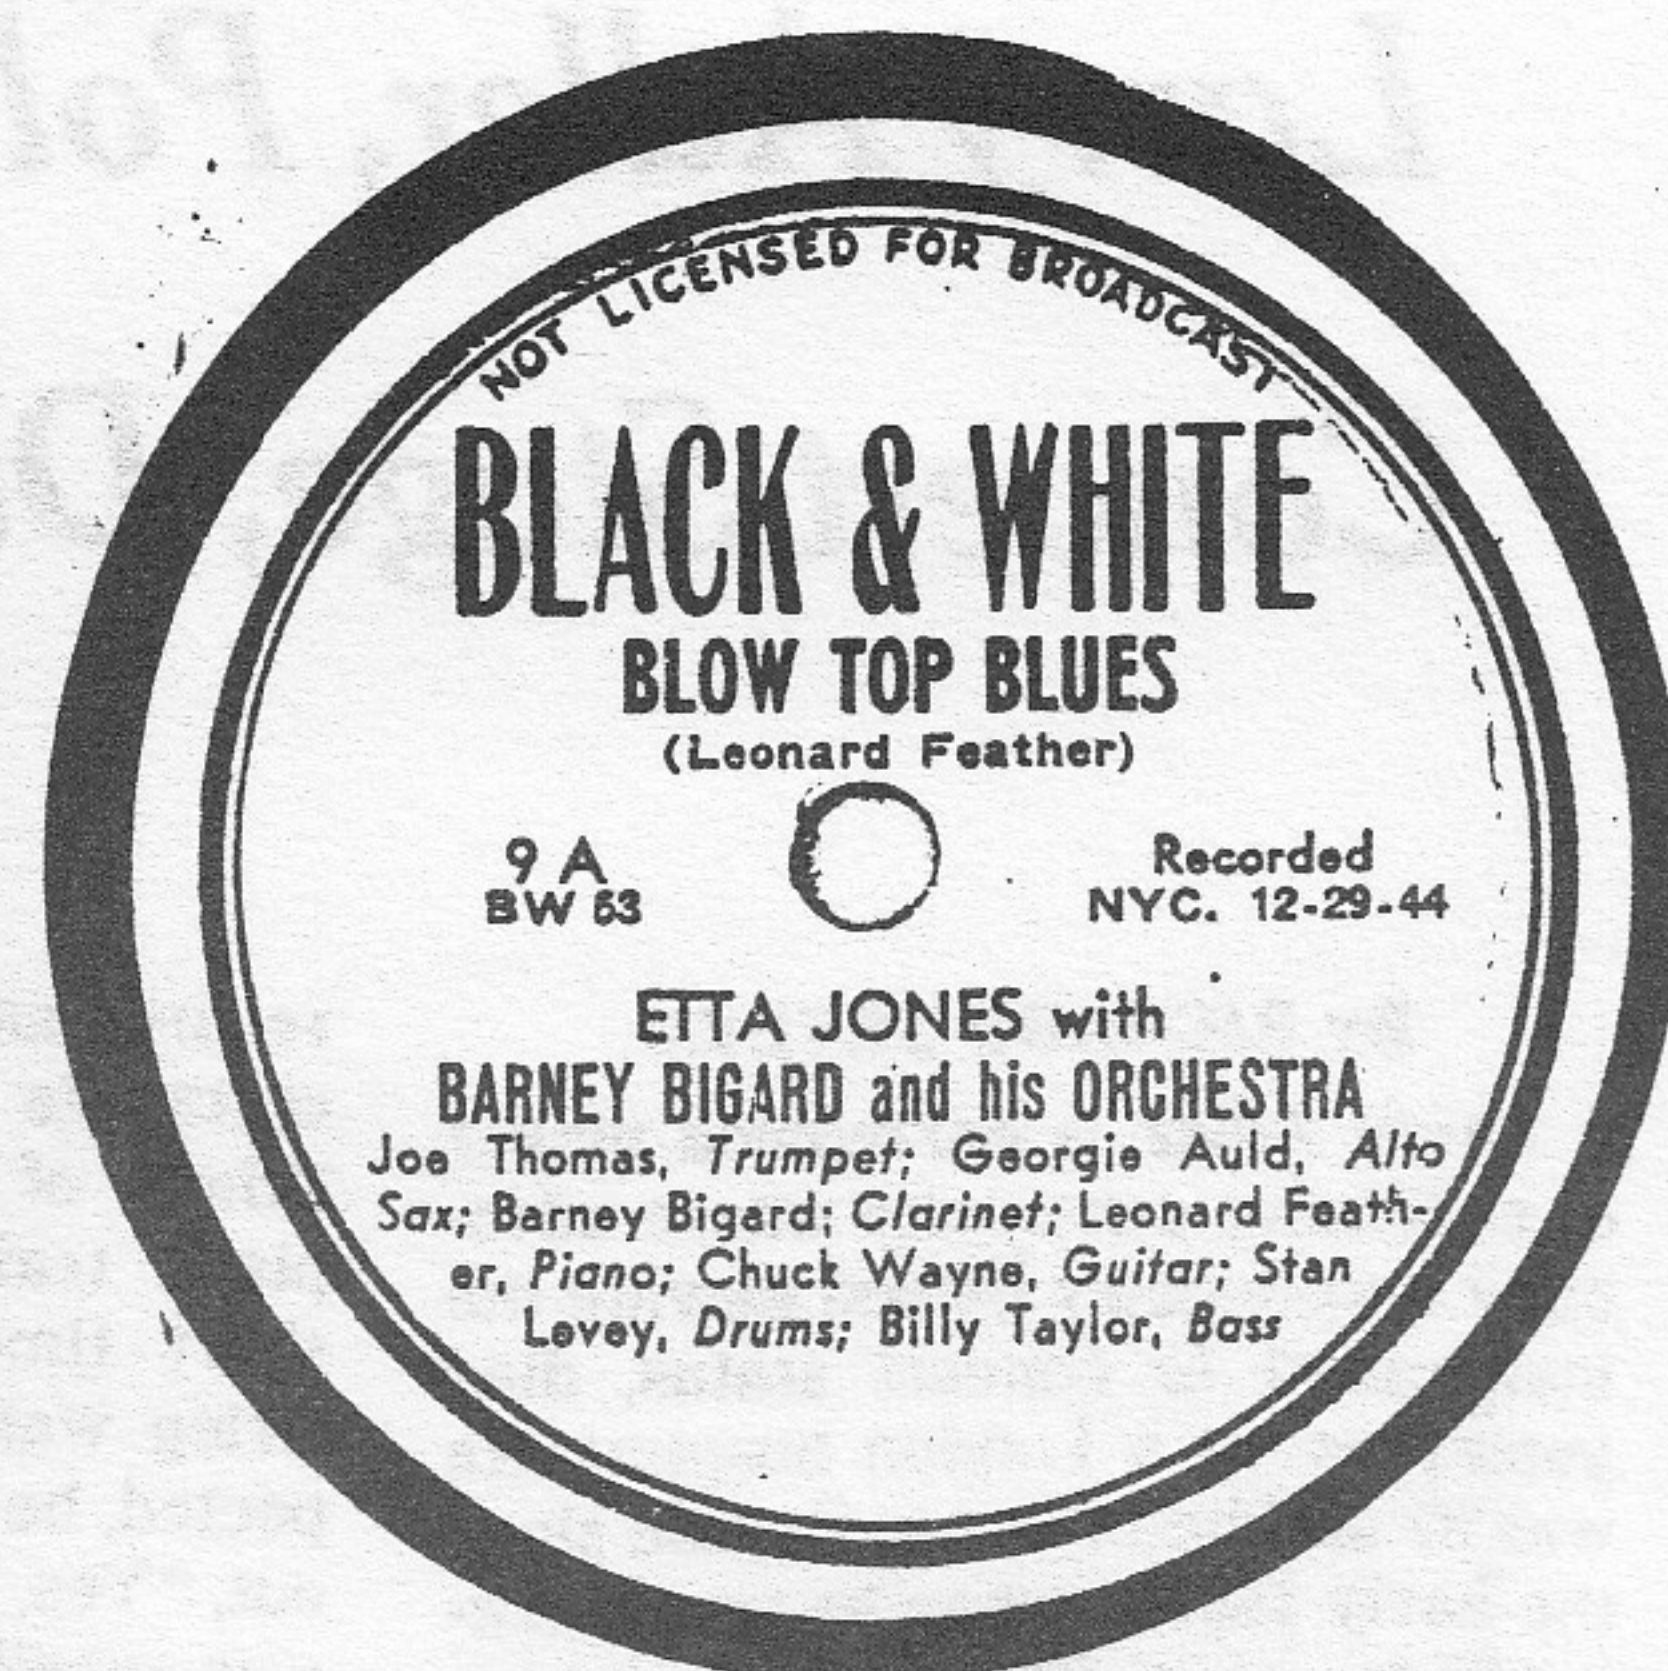 NOT LICENSED FOR BROADCAST
BLACK & WHITE
BLOW TOP BLUES
(Leonard Feather)
9 A
BW 53
Recorded
NYC. 12-29-44
ETTA JONES with
BARNEY BIGARD and his ORCHESTRA
Joe Thomas, Trumpet; Georgie Auld, Alto
Sax; Barney Bigard; Clarinet; Leonard Feath-
er, Piano; Chuck Wayne, Guitar; Stan
Levey, Drums; Billy Taylor, Bass